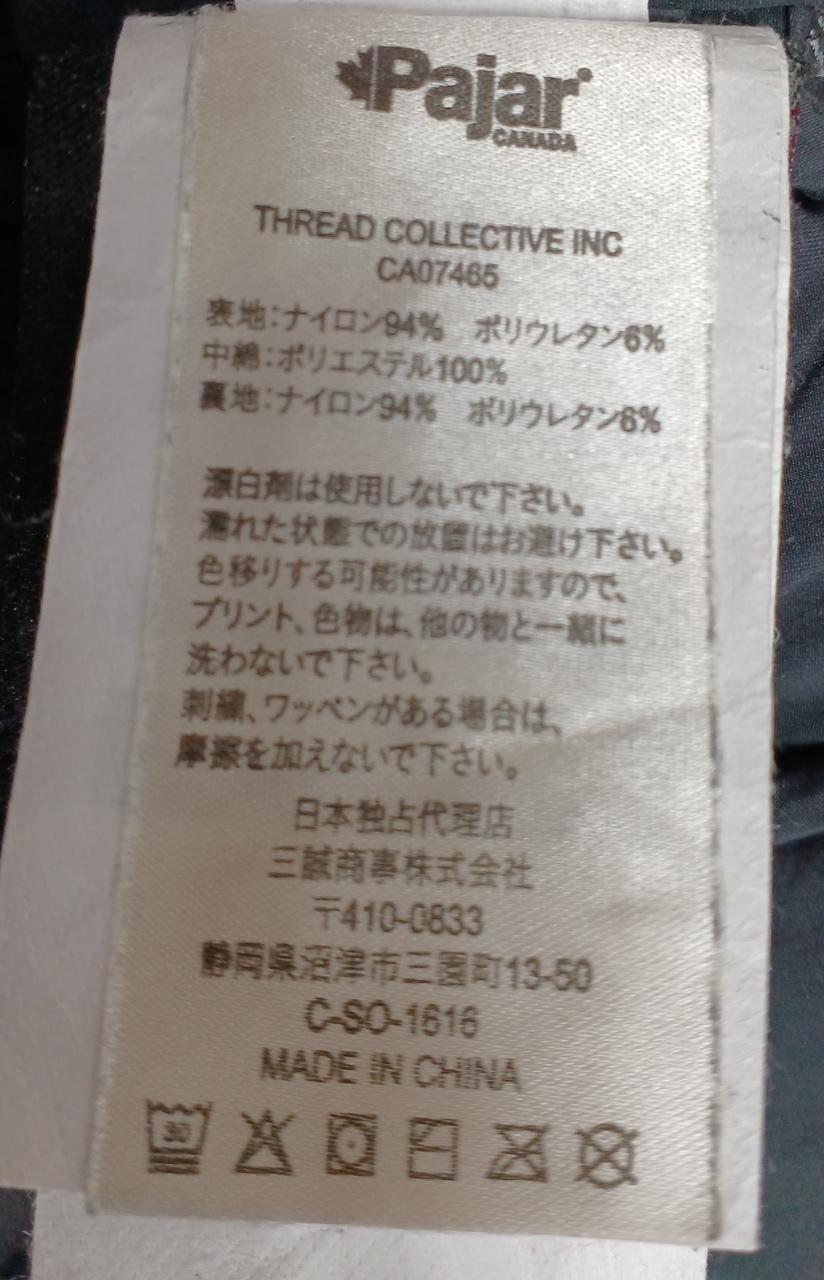 Pajar
CANADA
THREAD COLLECTIVE INC
CA07465
表地:ナイロン94% ポリウレタン6%
中綿:ポリエステル100%
裏地:ナイロン94% ポリウレタン6%
漂白剤は使用しないで下さい。
濡れた状態での放置はお避け下さい。
色移りする可能性がありますので、
プリント、色物は、他の物と一緒に
洗わないで下さい。
刺繍、ワッペンがある場合は、
摩擦を加えないで下さい。
日本独占代理店
三誠商事株式会社
〒410-0833
静岡県沼津市三園町13-50
C-SO-1616
MADE IN CHINA
30